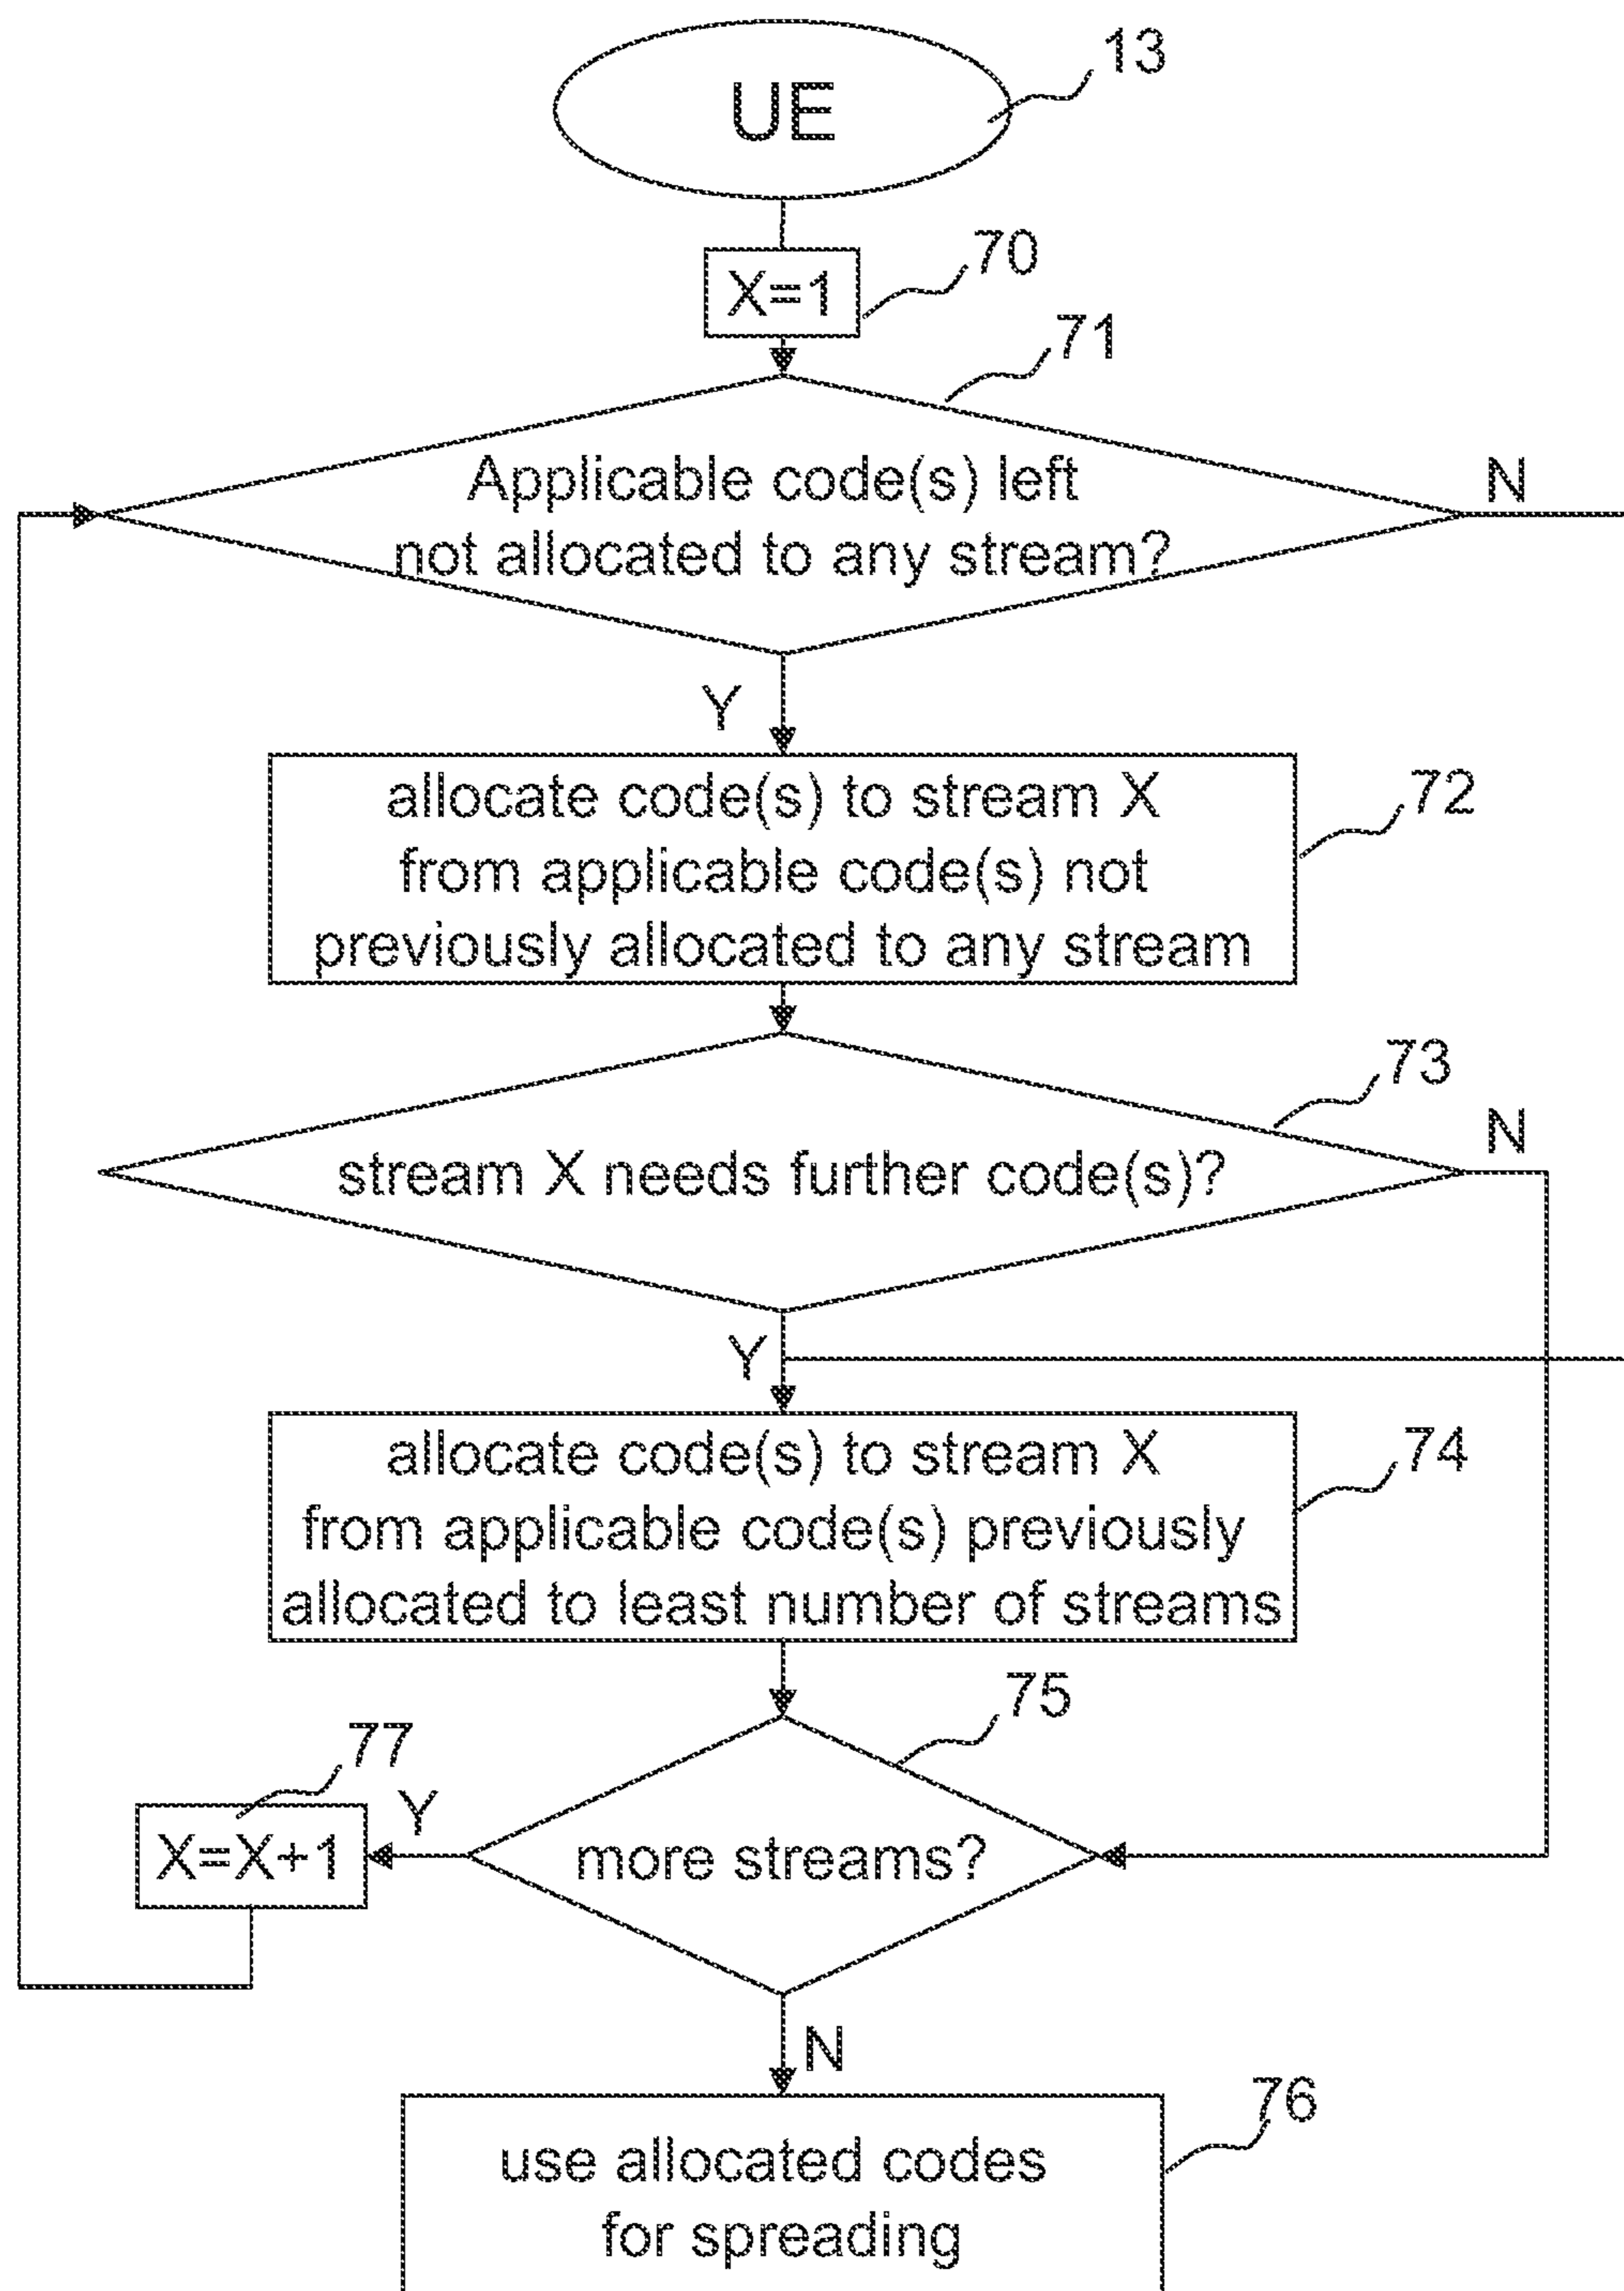 UE
13
X=1
70
71
Applicable code(s) left
not allocated to any stream?
N
Y
allocate code(s) to stream X
from applicable code(s) not
previously allocated to any stream
72
73
stream X needs further code(s)?
N
Y
allocate code(s) to stream X
from applicable code(s) previously
allocated to least number of streams
74
75
77
X=X+1
Y
more streams?
N
use allocated codes
for spreading
76